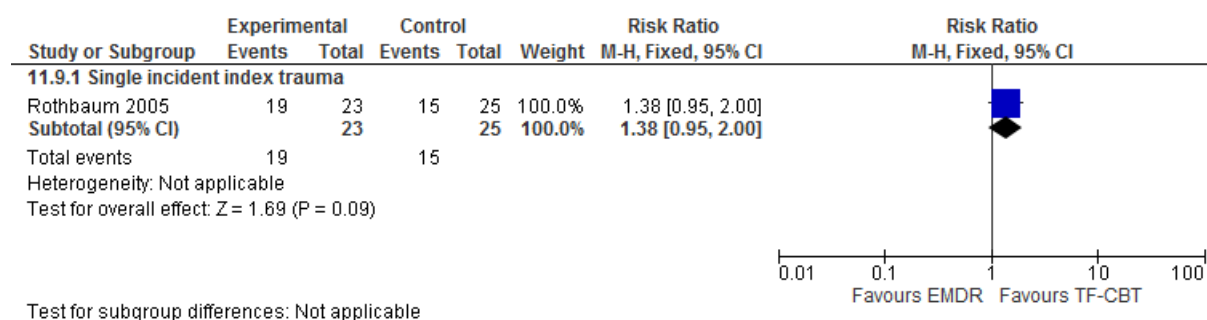 Experimental Control Risk Ratio Risk Ratio
Study or Subgroup Events Total Events Total Weight M-H, Fixed, 95% CI M-H, Fixed, 95% CI
11.9.1 Single incident index trauma
Rothbaum 2005 19 23 15 25 100.0% 1.38 [0.95, 2.00]
Subtotal (95% CI) 23 25 100.0% 1.38 [0.95, 2.00]
Total events 19 15
Heterogeneity: Not applicable
Test for overall effect: Z = 1.69 (P = 0.09)
0.01 0.1 1 10 100
Favours EMDR Favours TF-CBT
Test for subgroup differences: Not applicable